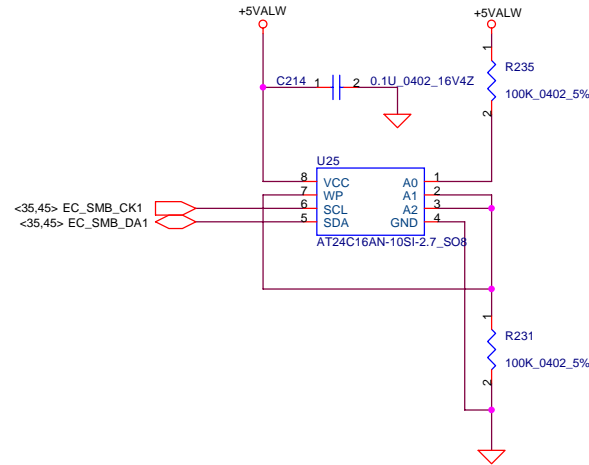 +5VALW
+5VALW
1
R235
C214 1 2 0.1U_0402_16V4Z
100K_0402_5%
2
U25
8 VCC A0 1
7 WP A1 2
<35,45> EC_SMB_CK1 6 SCL A2 3
<35,45> EC_SMB_DA1 5 SDA GND 4
AT24C16AN-10SI-2.7_SO8
1
R231
100K_0402_5%
2